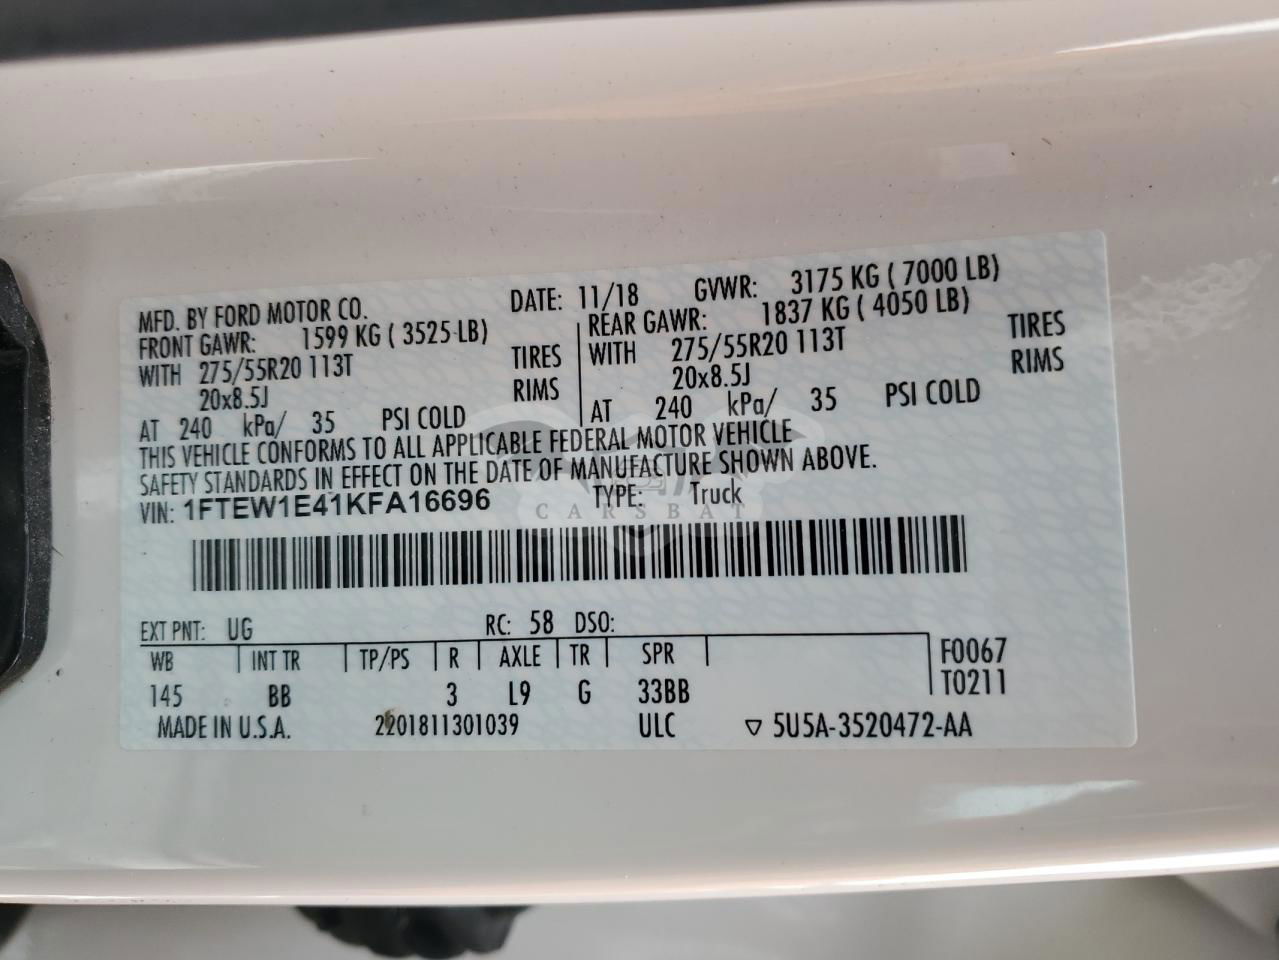 MFD. BY FORD MOTOR CO. DATE: 11/18 GVWR: 3175 KG ( 7000 LB)
FRONT GAWR: 1599 KG ( 3525 LB) REAR GAWR: 1837 KG ( 4050 LB)
WITH 275/55R20 113T TIRES WITH 275/55R20 113T TIRES
20x8.5J RIMS 20x8.5J RIMS
AT 240 kPa/ 35 PSI COLD AT 240 kPa/ 35 PSI COLD
THIS VEHICLE CONFORMS TO ALL APPLICABLE FEDERAL MOTOR VEHICLE
SAFETY STANDARDS IN EFFECT ON THE DATE OF MANUFACTURE SHOWN ABOVE.
VIN: 1FTEW1E41KFA16696 TYPE: Truck
CARSBAT
EXT PNT: UG RC: 58 DSO:
WB INT TR TP/PS R AXLE TR SPR F0067
145 BB 3 L9 G 33BB T0211
MADE IN U.S.A. 2201811301039 ULC ▽ 5U5A-3520472-AA